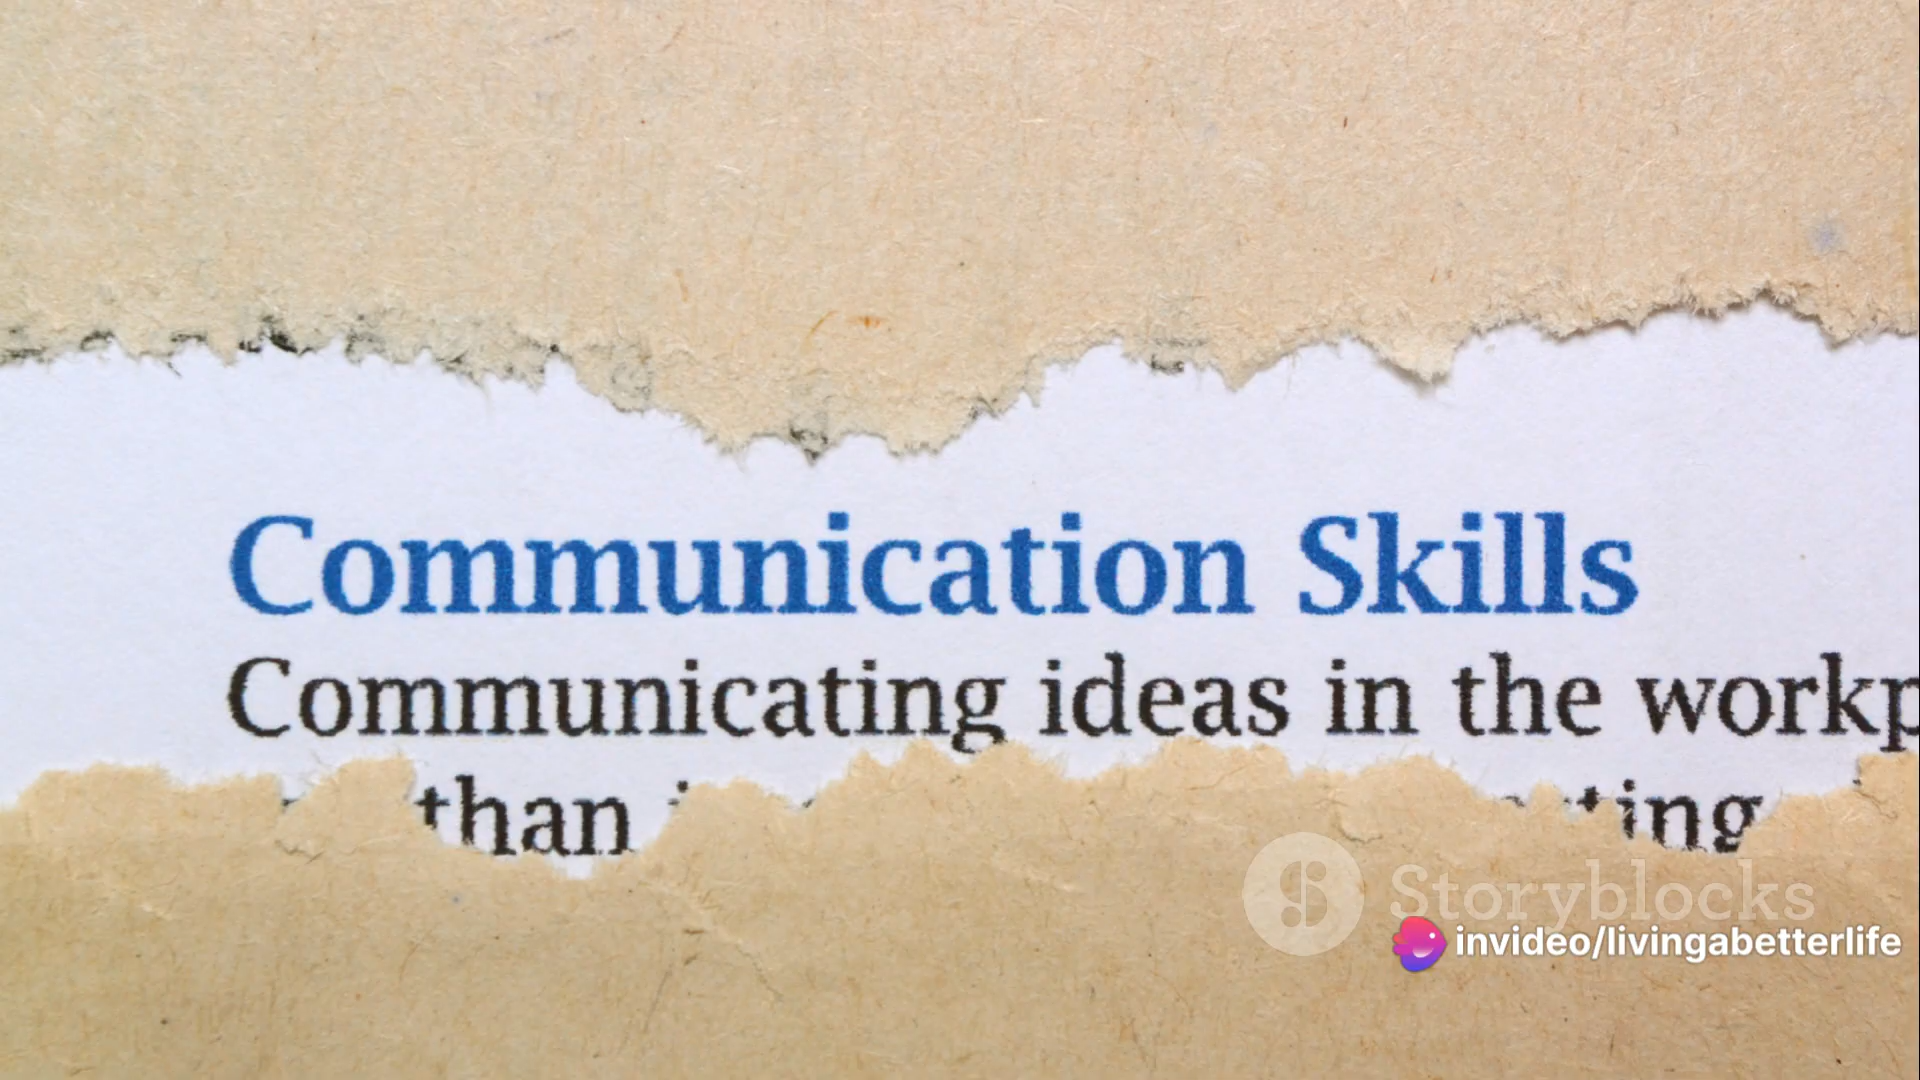 Communication Skills
Communicating ideas in the workp
than
Storyblocks
invideo/livingabetterlife